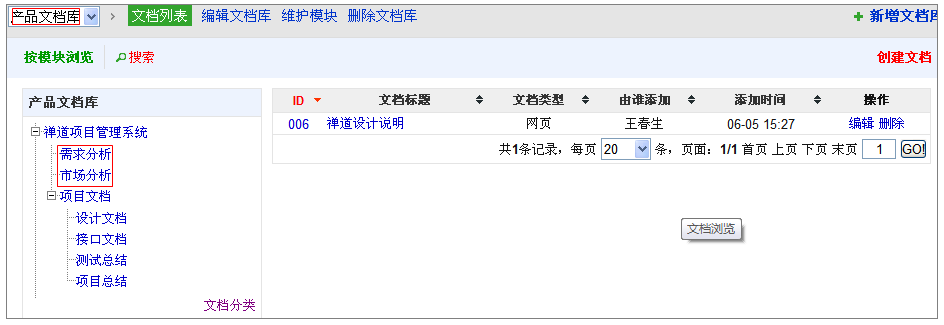 产品文档库 > 文档列表 编辑文档库 维护模块 删除文档库 新增文档库
按模块浏览 搜索 创建文档
产品文档库
禅道项目管理系统
需求分析
市场分析
项目文档
设计文档
接口文档
测试总结
项目总结
文档分类
ID 文档标题 文档类型 由谁添加 添加时间 操作
006 禅道设计说明 网页 王春生 06-05 15:27 编辑 删除
共1条记录，每页 20 条，页面：1/1 首页 上页 下页 末页 1 GO!
文档浏览